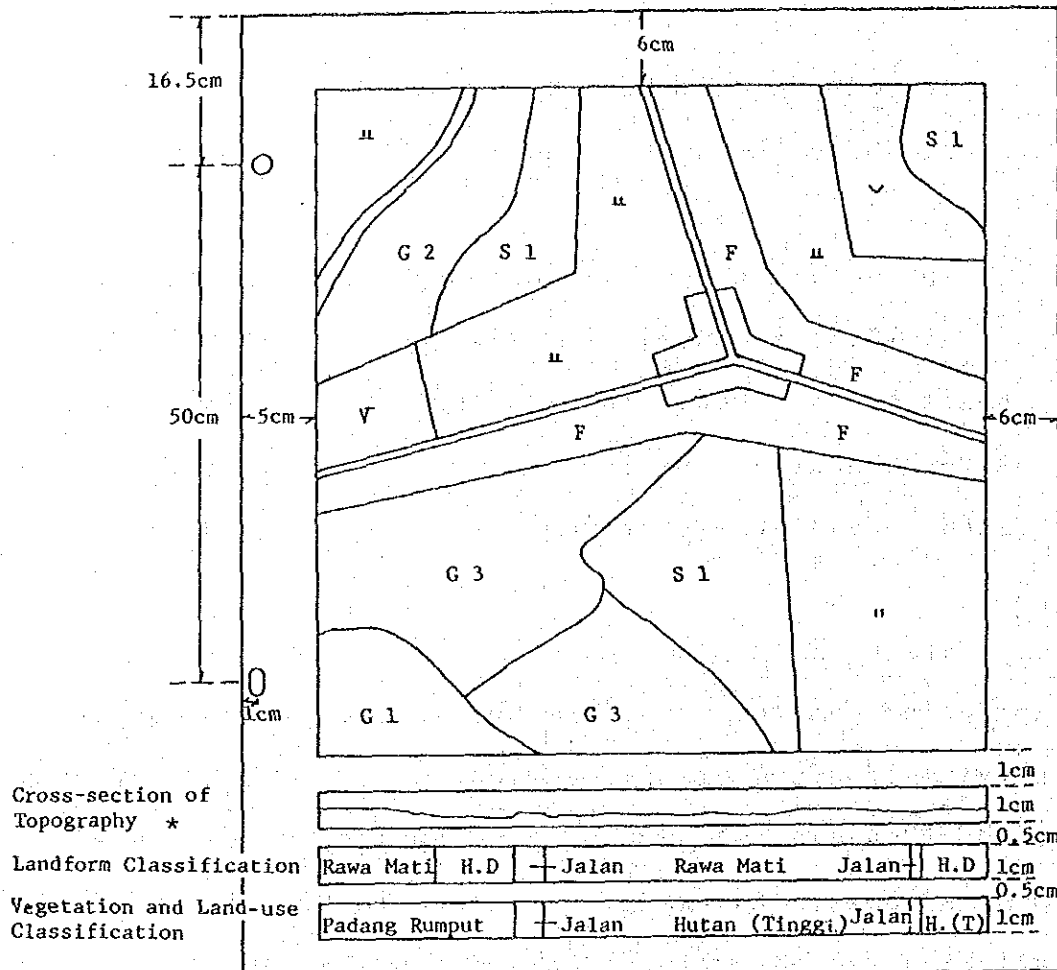 6cm
16.5cm
S 1
G 2
S 1
F
F
50cm
5cm
F
F
6cm
G 3
S 1
1cm
G 1
G 3
1cm
Cross-section of
Topography *
1cm
0.5cm
Landform Classification
Rawa Mati
H.D
Jalan
Rawa Mati
Jalan
H.D
1cm
0.5cm
Vegetation and Land-use
Classification
Padang Rumput
Jalan
Hutan (Tinggi)
Jalan
H.(T)
1cm